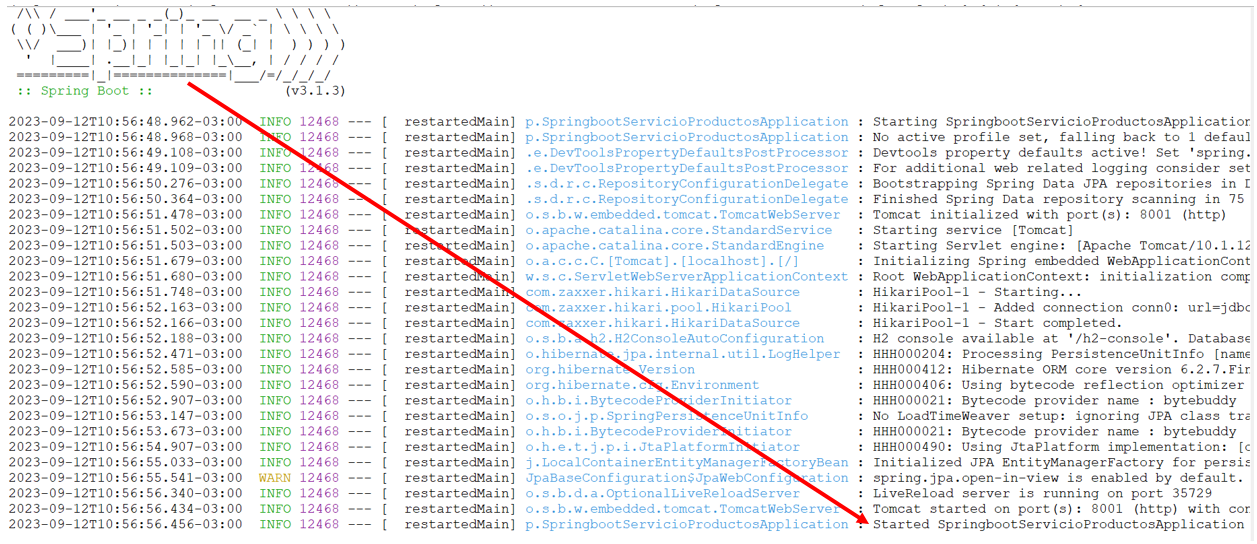 :: Spring Boot ::                (v3.1.3)
2023-09-12T10:56:48.962-03:00  INFO 12468 --- [  restartedMain] p.SpringbootServicioProductosApplication : Starting SpringbootServicioProductosApplication
2023-09-12T10:56:48.968-03:00  INFO 12468 --- [  restartedMain] p.SpringbootServicioProductosApplication : No active profile set, falling back to 1 defaul
2023-09-12T10:56:49.108-03:00  INFO 12468 --- [  restartedMain] .e.DevToolsPropertyDefaultsPostProcessor : Devtools property defaults active! Set 'spring.
2023-09-12T10:56:49.109-03:00  INFO 12468 --- [  restartedMain] .e.DevToolsPropertyDefaultsPostProcessor : For additional web related logging consider set
2023-09-12T10:56:50.276-03:00  INFO 12468 --- [  restartedMain] .s.d.r.c.RepositoryConfigurationDelegate : Bootstrapping Spring Data JPA repositories in D
2023-09-12T10:56:50.364-03:00  INFO 12468 --- [  restartedMain] .s.d.r.c.RepositoryConfigurationDelegate : Finished Spring Data repository scanning in 75
2023-09-12T10:56:51.478-03:00  INFO 12468 --- [  restartedMain] o.s.b.w.embedded.tomcat.TomcatWebServer  : Tomcat initialized with port(s): 8001 (http)
2023-09-12T10:56:51.502-03:00  INFO 12468 --- [  restartedMain] o.apache.catalina.core.StandardService   : Starting service [Tomcat]
2023-09-12T10:56:51.503-03:00  INFO 12468 --- [  restartedMain] o.apache.catalina.core.StandardEngine    : Starting Servlet engine: [Apache Tomcat/10.1.12
2023-09-12T10:56:51.679-03:00  INFO 12468 --- [  restartedMain] o.a.c.c.C.[Tomcat].[localhost].[/]       : Initializing Spring embedded WebApplicationCont
2023-09-12T10:56:51.680-03:00  INFO 12468 --- [  restartedMain] w.s.c.ServletWebServerApplicationContext : Root WebApplicationContext: initialization comp
2023-09-12T10:56:51.748-03:00  INFO 12468 --- [  restartedMain] com.zaxxer.hikari.HikariDataSource       : HikariPool-1 - Starting...
2023-09-12T10:56:52.163-03:00  INFO 12468 --- [  restartedMain] com.zaxxer.hikari.pool.HikariPool        : HikariPool-1 - Added connection conn0: url=jdbc
2023-09-12T10:56:52.166-03:00  INFO 12468 --- [  restartedMain] com.zaxxer.hikari.HikariDataSource       : HikariPool-1 - Start completed.
2023-09-12T10:56:52.188-03:00  INFO 12468 --- [  restartedMain] o.s.b.a.h2.H2ConsoleAutoConfiguration    : H2 console available at '/h2-console'. Database
2023-09-12T10:56:52.471-03:00  INFO 12468 --- [  restartedMain] o.hibernate.jpa.internal.util.LogHelper  : HHH000204: Processing PersistenceUnitInfo [name
2023-09-12T10:56:52.585-03:00  INFO 12468 --- [  restartedMain] org.hibernate.Version                    : HHH000412: Hibernate ORM core version 6.2.7.Fin
2023-09-12T10:56:52.590-03:00  INFO 12468 --- [  restartedMain] org.hibernate.cfg.Environment            : HHH000406: Using bytecode reflection optimizer
2023-09-12T10:56:52.907-03:00  INFO 12468 --- [  restartedMain] o.h.b.i.BytecodeProviderInitiator        : HHH000021: Bytecode provider name : bytebuddy
2023-09-12T10:56:53.147-03:00  INFO 12468 --- [  restartedMain] o.s.o.j.p.SpringPersistenceUnitInfo      : No LoadTimeWeaver setup: ignoring JPA class tra
2023-09-12T10:56:53.673-03:00  INFO 12468 --- [  restartedMain] o.h.b.i.BytecodeProviderInitiator        : HHH000021: Bytecode provider name : bytebuddy
2023-09-12T10:56:54.907-03:00  INFO 12468 --- [  restartedMain] o.h.e.t.j.p.i.JtaPlatformInitiator       : HHH000490: Using JtaPlatform implementation: [o
2023-09-12T10:56:55.033-03:00  INFO 12468 --- [  restartedMain] j.LocalContainerEntityManagerFactoryBean : Initialized JPA EntityManagerFactory for persis
2023-09-12T10:56:55.541-03:00  WARN 12468 --- [  restartedMain] JpaBaseConfiguration$JpaWebConfiguration : spring.jpa.open-in-view is enabled by default.
2023-09-12T10:56:56.340-03:00  INFO 12468 --- [  restartedMain] o.s.b.d.a.OptionalLiveReloadServer       : LiveReload server is running on port 35729
2023-09-12T10:56:56.434-03:00  INFO 12468 --- [  restartedMain] o.s.b.w.embedded.tomcat.TomcatWebServer  : Tomcat started on port(s): 8001 (http) with con
2023-09-12T10:56:56.456-03:00  INFO 12468 --- [  restartedMain] p.SpringbootServicioProductosApplication : Started SpringbootServicioProductosApplication